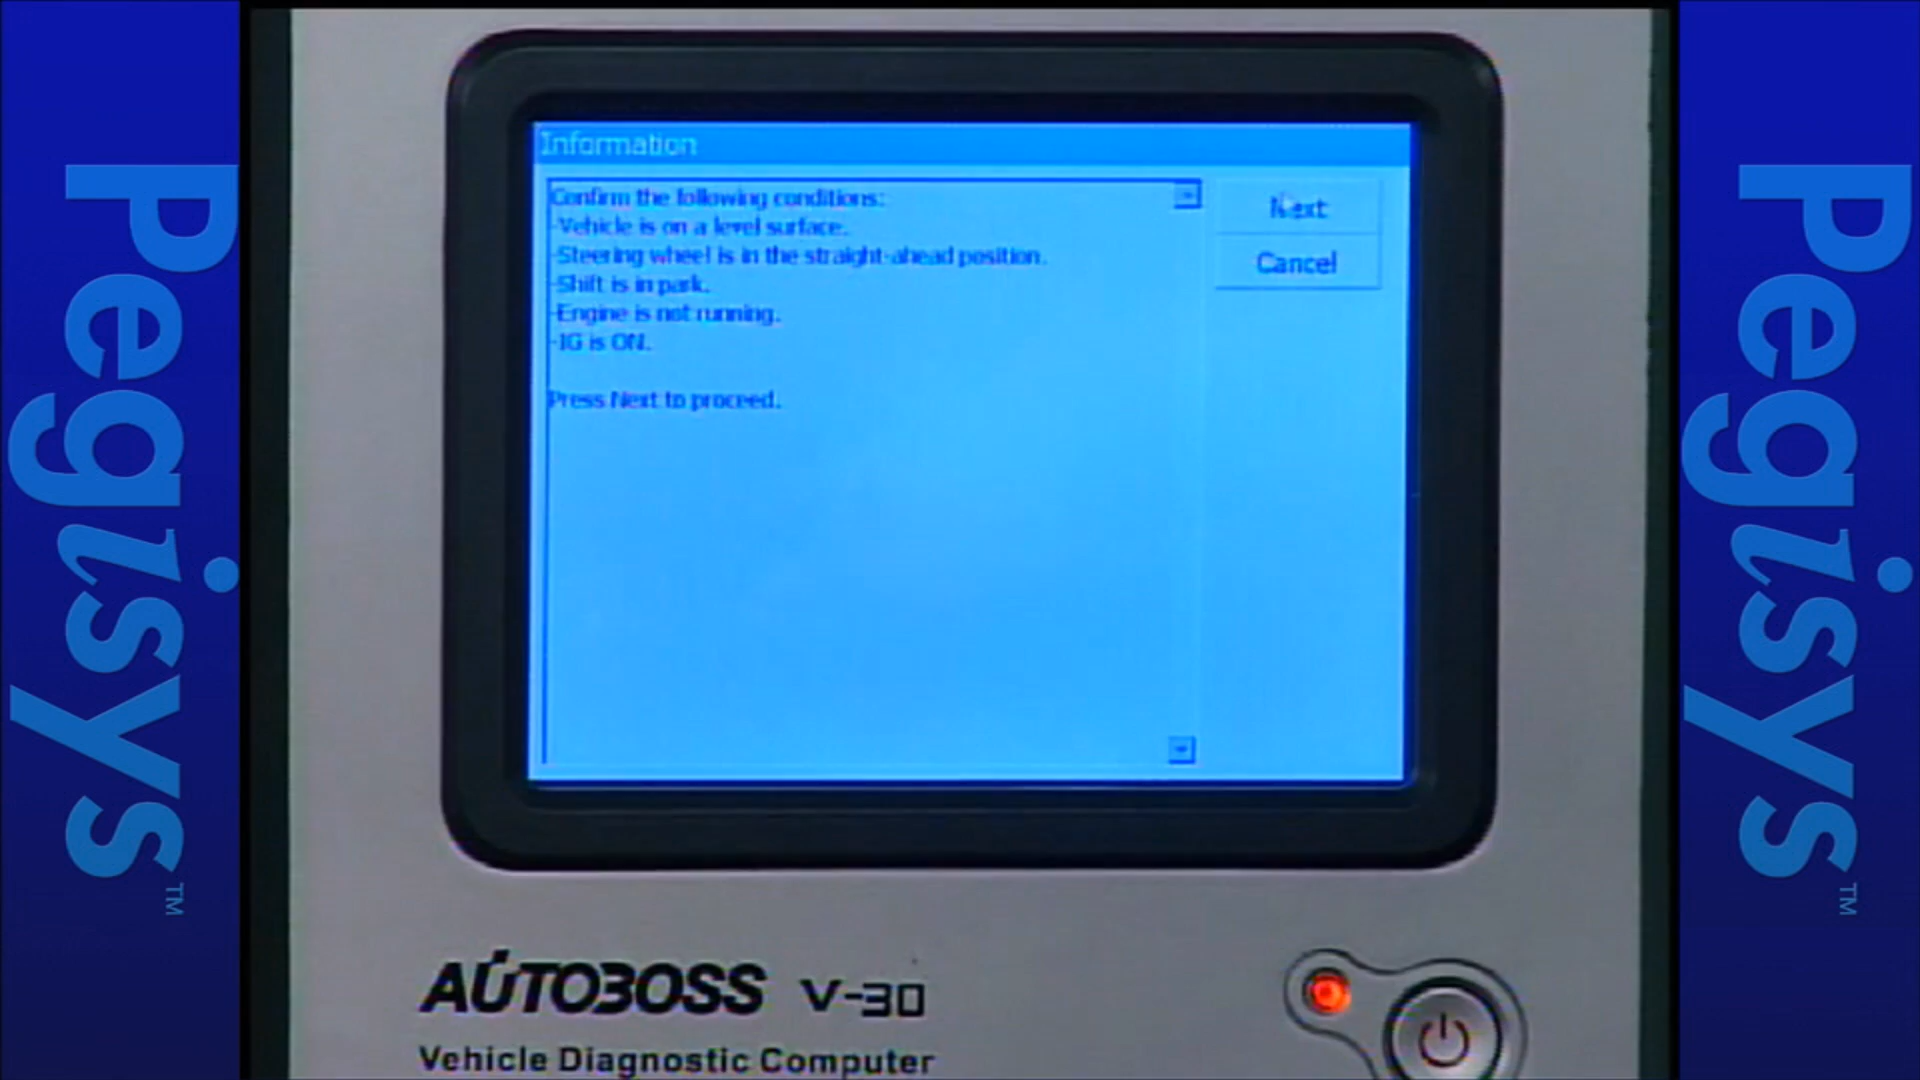 Pegisys™
Information
Confirm the following conditions:
-Vehicle is on a level surface.
-Steering wheel is in the straight-ahead position.
-Shift is in park.
-Engine is not running.
-IG is ON.
Press Next to proceed.
Next
Cancel
AUTOBOSS V-30
Vehicle Diagnostic Computer
Pegisys™